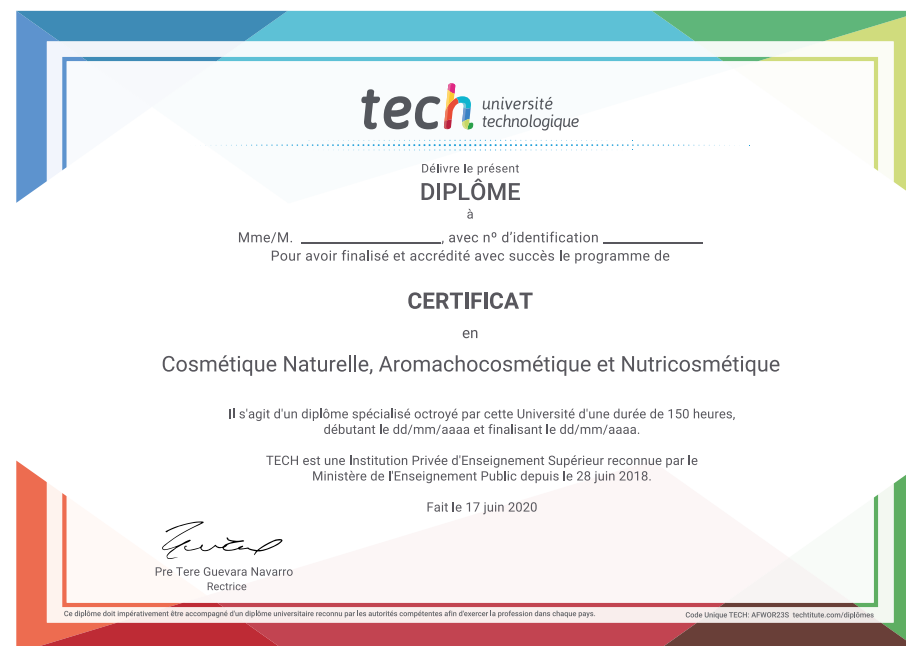 tech université
technologique
Délivre le présent
DIPLÔME
à
Mme/M. ____________________, avec nº d'identification ______________
Pour avoir finalisé et accrédité avec succès le programme de
CERTIFICAT
en
Cosmétique Naturelle, Aromachocosmétique et Nutricosmétique
Il s'agit d'un diplôme spécialisé octroyé par cette Université d'une durée de 150 heures,
débutant le dd/mm/aaaa et finalisant le dd/mm/aaaa.
TECH est une Institution Privée d'Enseignement Supérieur reconnue par le
Ministère de l'Enseignement Public depuis le 28 juin 2018.
Fait le 17 juin 2020
Pre Tere Guevara Navarro
Rectrice
Ce diplôme doit impérativement être accompagné d'un diplôme universitaire reconnu par les autorités compétentes afin d'exercer la profession dans chaque pays.
Code Unique TECH: AFWOR23S techtitute.com/diplômes